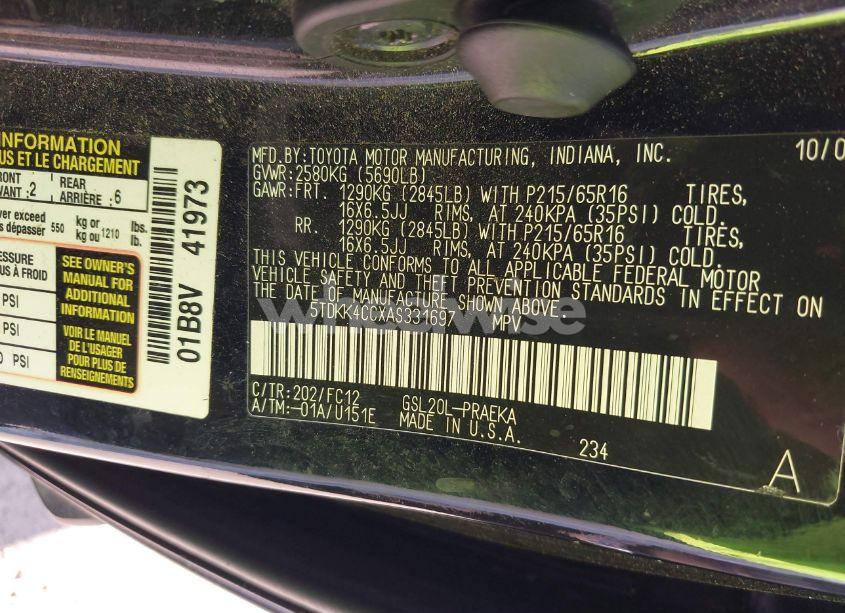 INFORMATION
US ET LE CHARGEMENT
RONT
VANT : 2
REAR
ARRIÈRE : 6
ver exceed
s dépasser 550 kg or
kg ou 1210 lbs.
lb.
ESSURE
US À FROID
PSI
PSI
0 PSI
SEE OWNER'S
MANUAL FOR
ADDITIONAL
INFORMATION
VOIR LE MANUEL
DE L'USAGER
POUR PLUS DE
RENSEIGNEMENTS
01B8V 41973
MFD.BY:TOYOTA MOTOR MANUFACTURING, INDIANA, INC. 10/0
GVWR:2580KG (5690LB)
GAWR:FRT. 1290KG (2845LB) WITH P215/65R16 TIRES,
16X6.5JJ RIMS, AT 240KPA (35PSI) COLD.
RR. 1290KG (2845LB) WITH P215/65R16 TIRES,
16X6.5JJ RIMS, AT 240KPA (35PSI) COLD.
THIS VEHICLE CONFORMS TO ALL APPLICABLE FEDERAL MOTOR
VEHICLE SAFETY AND THEFT PREVENTION STANDARDS IN EFFECT ON
THE DATE OF MANUFACTURE SHOWN ABOVE.
5TDKK4CCXAS331697 MPV
wheelwise
C/TR:202/FC12 GSL20L-PRAEKA
A/TM:-01A/U151E MADE IN U.S.A.
234
A